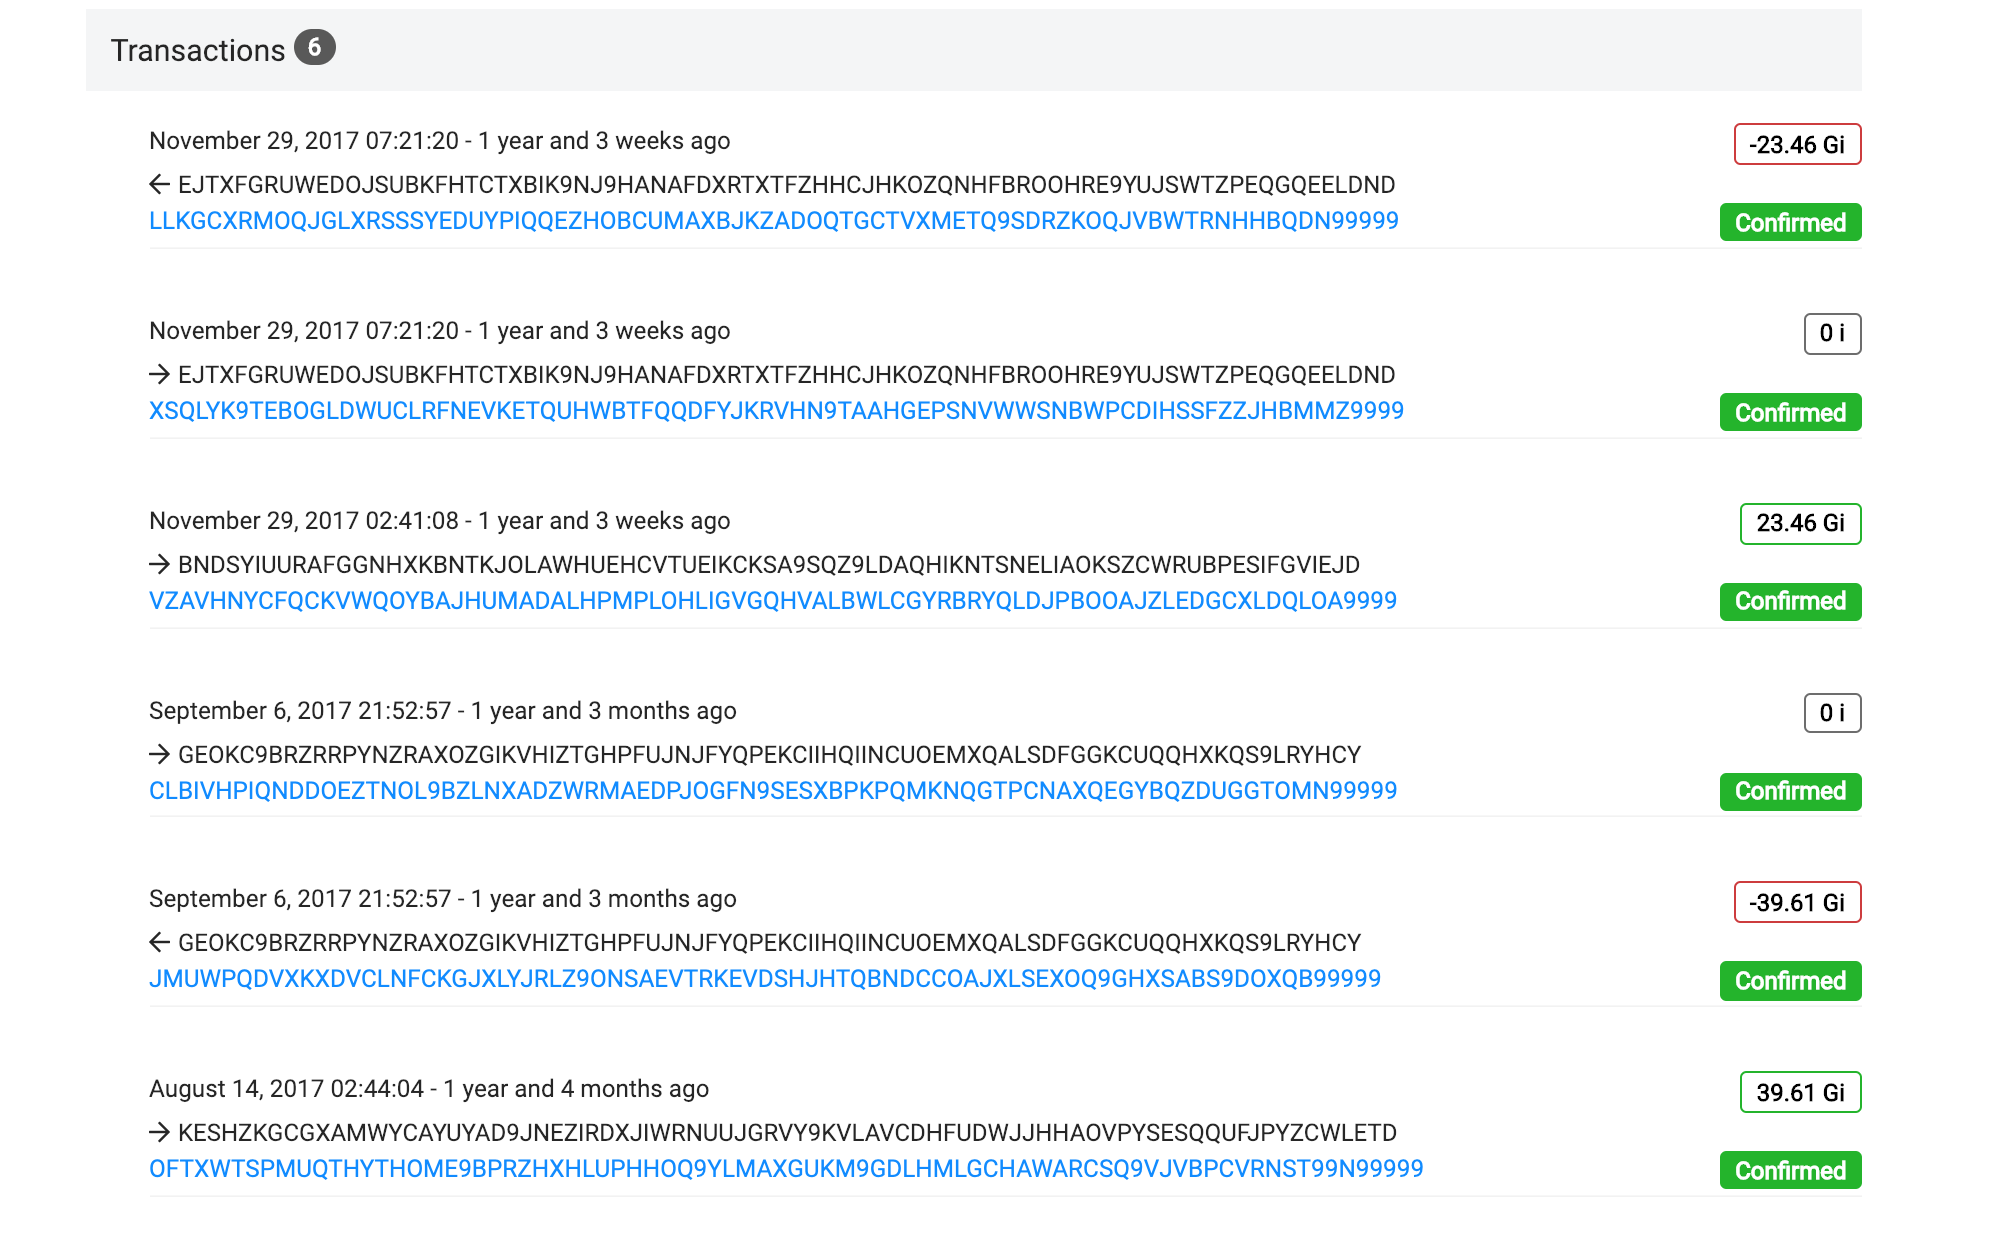 Transactions 6
November 29, 2017 07:21:20 - 1 year and 3 weeks ago
-23.46 Gi
← EJTXFGRUWEDOJSUBKFHTCTXBIK9NJ9HANAFDXRTXTFZHHCJHKOZQNHFBROOHRE9YUJSWTZPEQGQEELDND
LLKGCXRMOQJGLXRSSSYEDUYPIQQEZHOBCUMAXBJKZADOQTGCTVXMETQ9SDRZKOQJVBWTRNHHBQDN99999
Confirmed
November 29, 2017 07:21:20 - 1 year and 3 weeks ago
0 i
→ EJTXFGRUWEDOJSUBKFHTCTXBIK9NJ9HANAFDXRTXTFZHHCJHKOZQNHFBROOHRE9YUJSWTZPEQGQEELDND
XSQLYK9TEBOGLDWUCLRFNEVKETQUHWBTFQQDFYJKRVHN9TAAHGEPSNVWWSNBWPCDIHSSFZZJHBMMZ9999
Confirmed
November 29, 2017 02:41:08 - 1 year and 3 weeks ago
23.46 Gi
→ BNDSYIUURAFGGNHXKBNTKJOLAWHUEHCVTUEIKCKSA9SQZ9LDAQHIKNTSNELIAOKSZCWRUBPESIFGVIEJD
VZAVHNYCFQCKVWQOYBAJHUMADALHPMPLOHLIGVGQHVALBWLCGYRBRYQLDJPBOOAJZLEDGCXLDQLOA9999
Confirmed
September 6, 2017 21:52:57 - 1 year and 3 months ago
0 i
→ GEOKC9BRZRRPYNZRAXOZGIKVHIZTGHPFUJNJFYQPEKCIIHQIINCUOEMXQALSDFGGKCUQQHXKQS9LRYHCY
CLBIVHPIQNDDOEZTNOL9BZLNXADZWRMAEDPJOGFN9SESXBPKPQMKNQGTPCNAXQEGYBQZDUGGTOMN99999
Confirmed
September 6, 2017 21:52:57 - 1 year and 3 months ago
-39.61 Gi
← GEOKC9BRZRRPYNZRAXOZGIKVHIZTGHPFUJNJFYQPEKCIIHQIINCUOEMXQALSDFGGKCUQQHXKQS9LRYHCY
JMUWPQDVXKXDVCLNFCKGJXLYJRLZ9ONSAEVTRKEVDSHJHTQBNDCCOAJXLSEXOQ9GHXSABS9DOXQB99999
Confirmed
August 14, 2017 02:44:04 - 1 year and 4 months ago
39.61 Gi
→ KESHZKGCGXAMWYCAYUYAD9JNEZIRDXJIWRNUUJGRVY9KVLAVCDHFUDWJJHHAOVPYSESQQUFJPYZCWLETD
OFTXWTSPMUQTHYTHOME9BPRZHXHLUPHHOQ9YLMAXGUKM9GDLHMLGCHAWARCSQ9VJVBPCVRNST99N99999
Confirmed